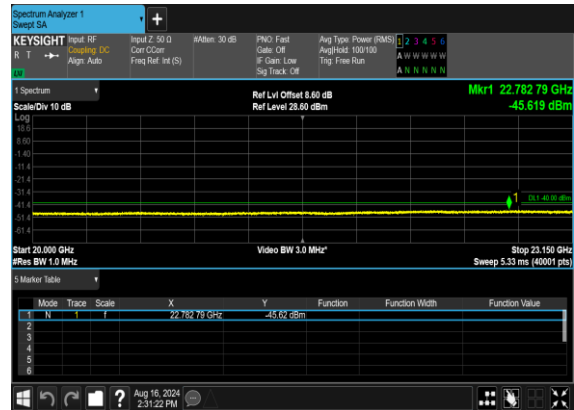 Spectrum Analyzer 1
Swept SA
+
KEYSIGHT Input: RF Input Z: 50 Ω #Atten: 30 dB PNO: Fast Avg Type: Power (RMS) 1 2 3 4 5 6
R T Coupling: DC Corr CCorr Gate: Off Avg|Hold: 100/100 A W W W W W
Align: Auto Freq Ref: Int (S) IF Gain: Low Trig: Free Run
Sig Track: Off A N N N N N
LW
1 Spectrum Ref Lvl Offset 8.60 dB Mkr1 22.782 79 GHz
Scale/Div 10 dB Ref Level 28.60 dBm -45.619 dBm
Log
18.6
8.60
-1.40
-11.4
-21.4
-31.4
1 DL1 -40.00 dBm
-41.4
-51.4
-61.4
Start 20.000 GHz Video BW 3.0 MHz* Stop 23.150 GHz
#Res BW 1.0 MHz Sweep 5.33 ms (40001 pts)
5 Marker Table
Mode Trace Scale X Y Function Function Width Function Value
1 N 1 f 22.782 79 GHz -45.62 dBm
2
3
4
5
6
? Aug 16, 2024
2:31:22 PM